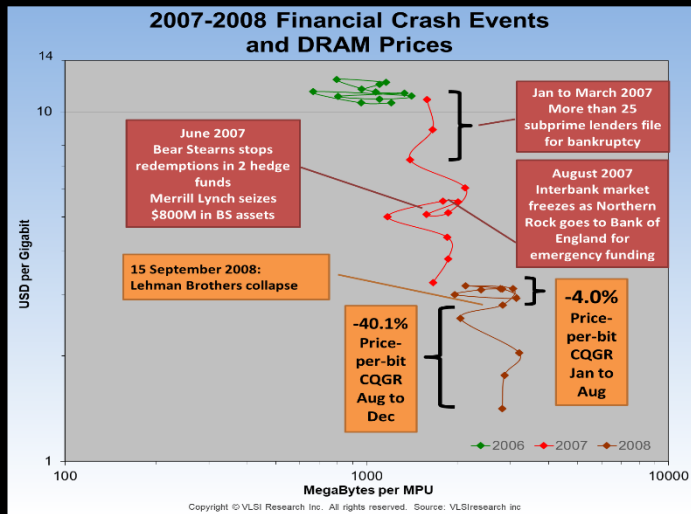 2007-2008 Financial Crash Events
and DRAM Prices
14
10
1
USD per Gigabit
Jan to March 2007
More than 25
subprime lenders file
for bankruptcy
June 2007
Bear Stearns stops
redemptions in 2 hedge
funds
Merrill Lynch seizes
$800M in BS assets
August 2007
Interbank market
freezes as Northern
Rock goes to Bank of
England for
emergency funding
15 September 2008:
Lehman Brothers collapse
-40.1%
Price-
per-bit
CQGR
Aug to
Dec
-4.0%
Price-
per-bit
CQGR
Jan to
Aug
2006 2007 2008
100 1000 10000
MegaBytes per MPU
Copyright © VLSI Research Inc. All rights reserved. Source: VLSIresearch inc